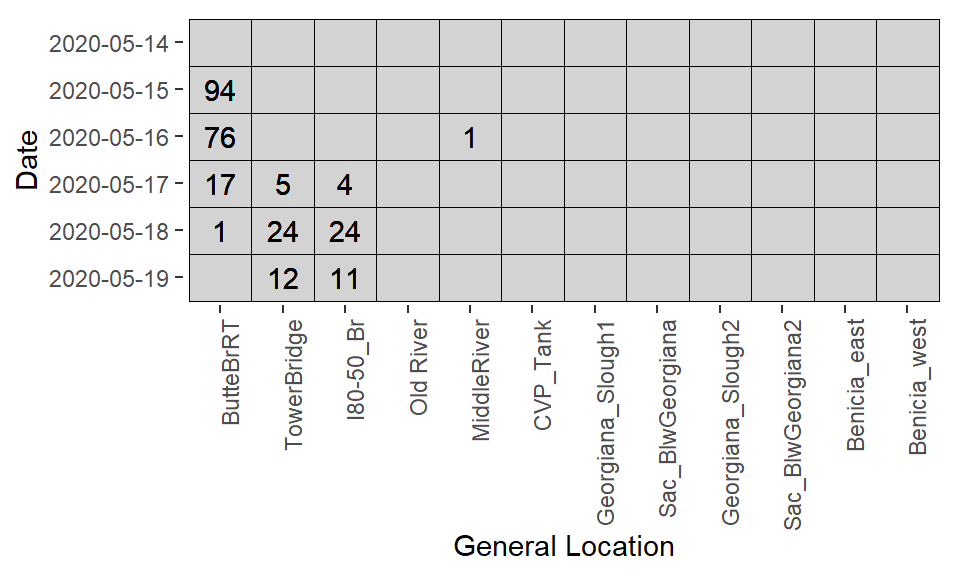 2020-05-14
2020-05-15 94
2020-05-16 76 1
2020-05-17 17 5 4
2020-05-18 1 24 24
2020-05-19 12 11
Date
ButteBrRT
TowerBridge
I80-50_Br
Old River
MiddleRiver
CVP_Tank
Georgiana_Slough1
Sac_BlwGeorgiana
Georgiana_Slough2
Sac_BlwGeorgiana2
Benicia_east
Benicia_west
General Location